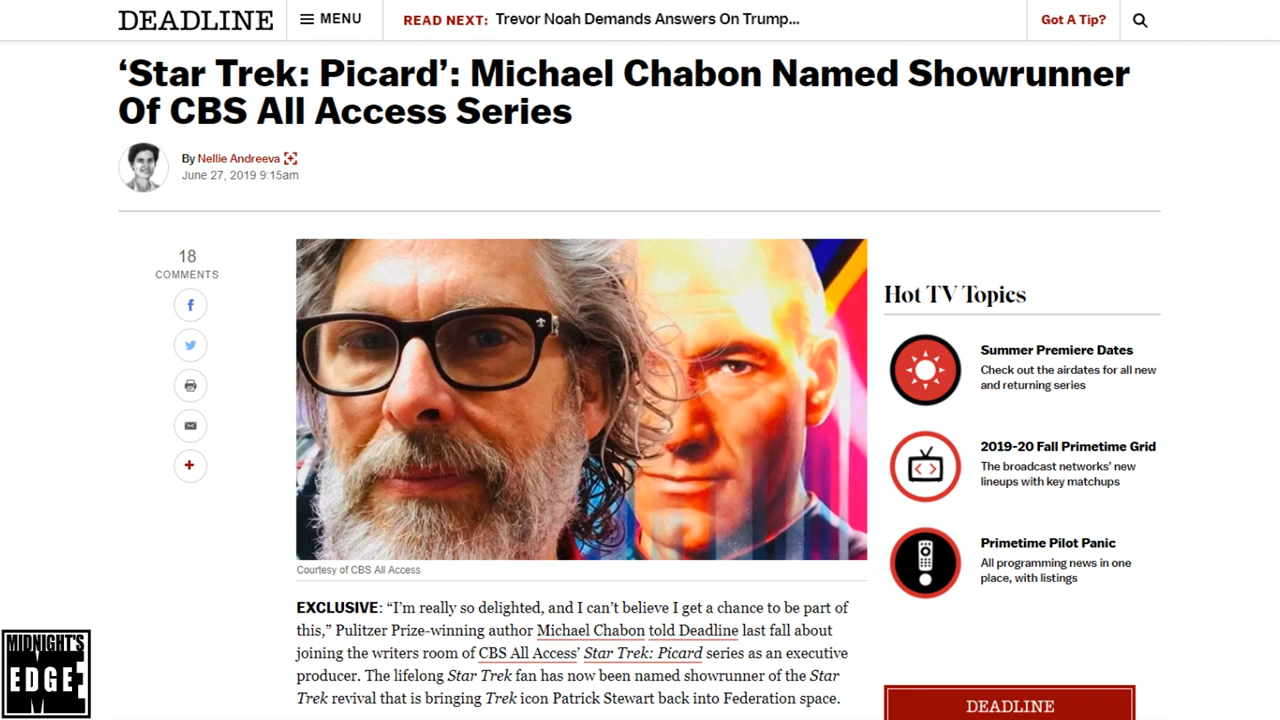 DEADLINE
MENU
READ NEXT: Trevor Noah Demands Answers On Trump...
Got A Tip?
‘Star Trek: Picard’: Michael Chabon Named Showrunner
Of CBS All Access Series
By Nellie Andreeva
June 27, 2019 9:15am
18
COMMENTS
Courtesy of CBS All Access
EXCLUSIVE: “I’m really so delighted, and I can’t believe I get a chance to be part of
this,” Pulitzer Prize-winning author Michael Chabon told Deadline last fall about
joining the writers room of CBS All Access’ Star Trek: Picard series as an executive
producer. The lifelong Star Trek fan has now been named showrunner of the Star
Trek revival that is bringing Trek icon Patrick Stewart back into Federation space.
Hot TV Topics
Summer Premiere Dates
Check out the airdates for all new
and returning series
2019-20 Fall Primetime Grid
The broadcast networks’ new
lineups with key matchups
Primetime Pilot Panic
All programming news in one
place, with listings
DEADLINE
MIDNIGHT'S
EDGE
ME